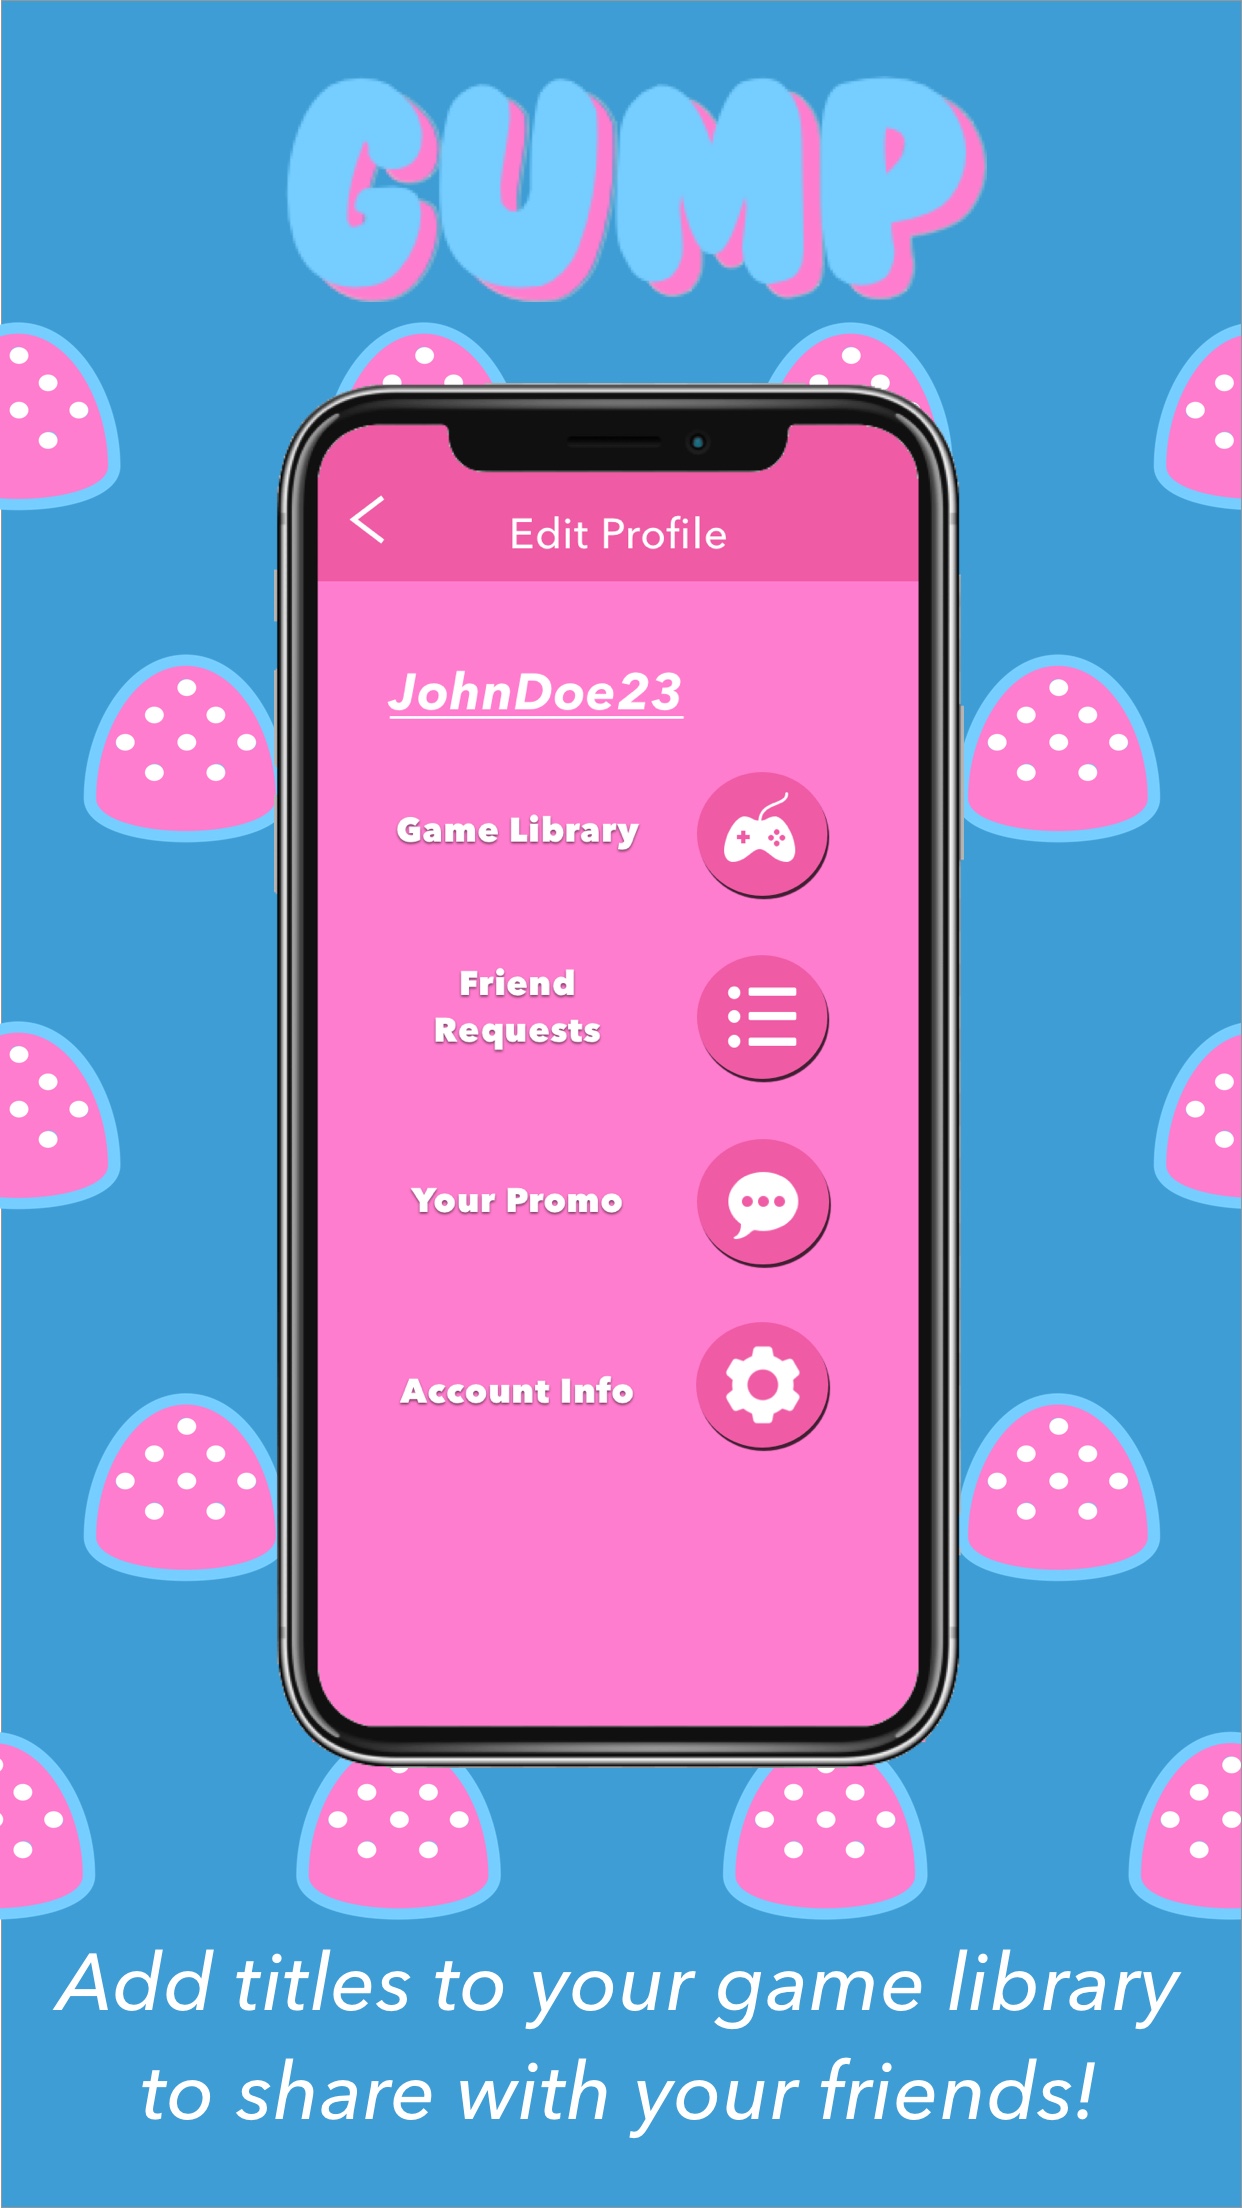 GUMP
Edit Profile
JohnDoe23
Game Library
Friend
Requests
Your Promo
Account Info
Add titles to your game library
to share with your friends!